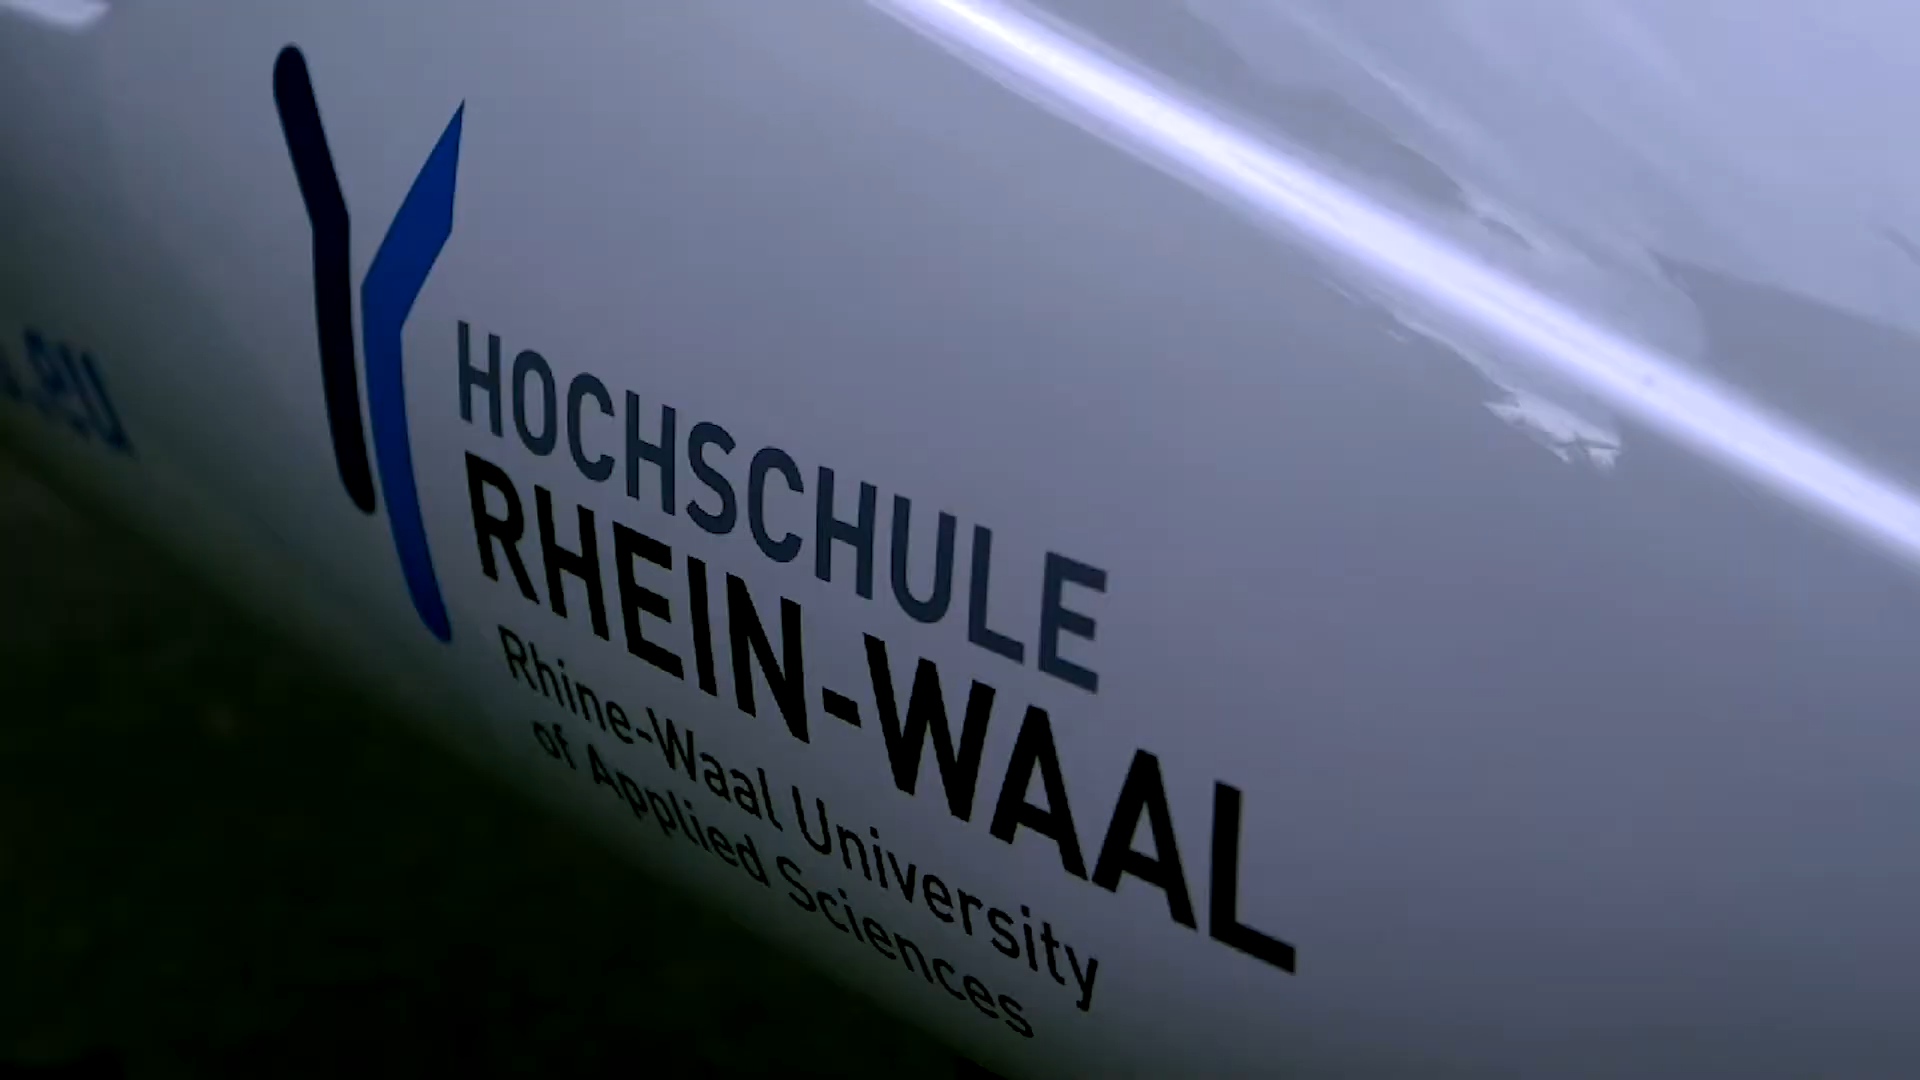 HOCHSCHULE
RHEIN-WAAL
Rhine-Waal University
of Applied Sciences